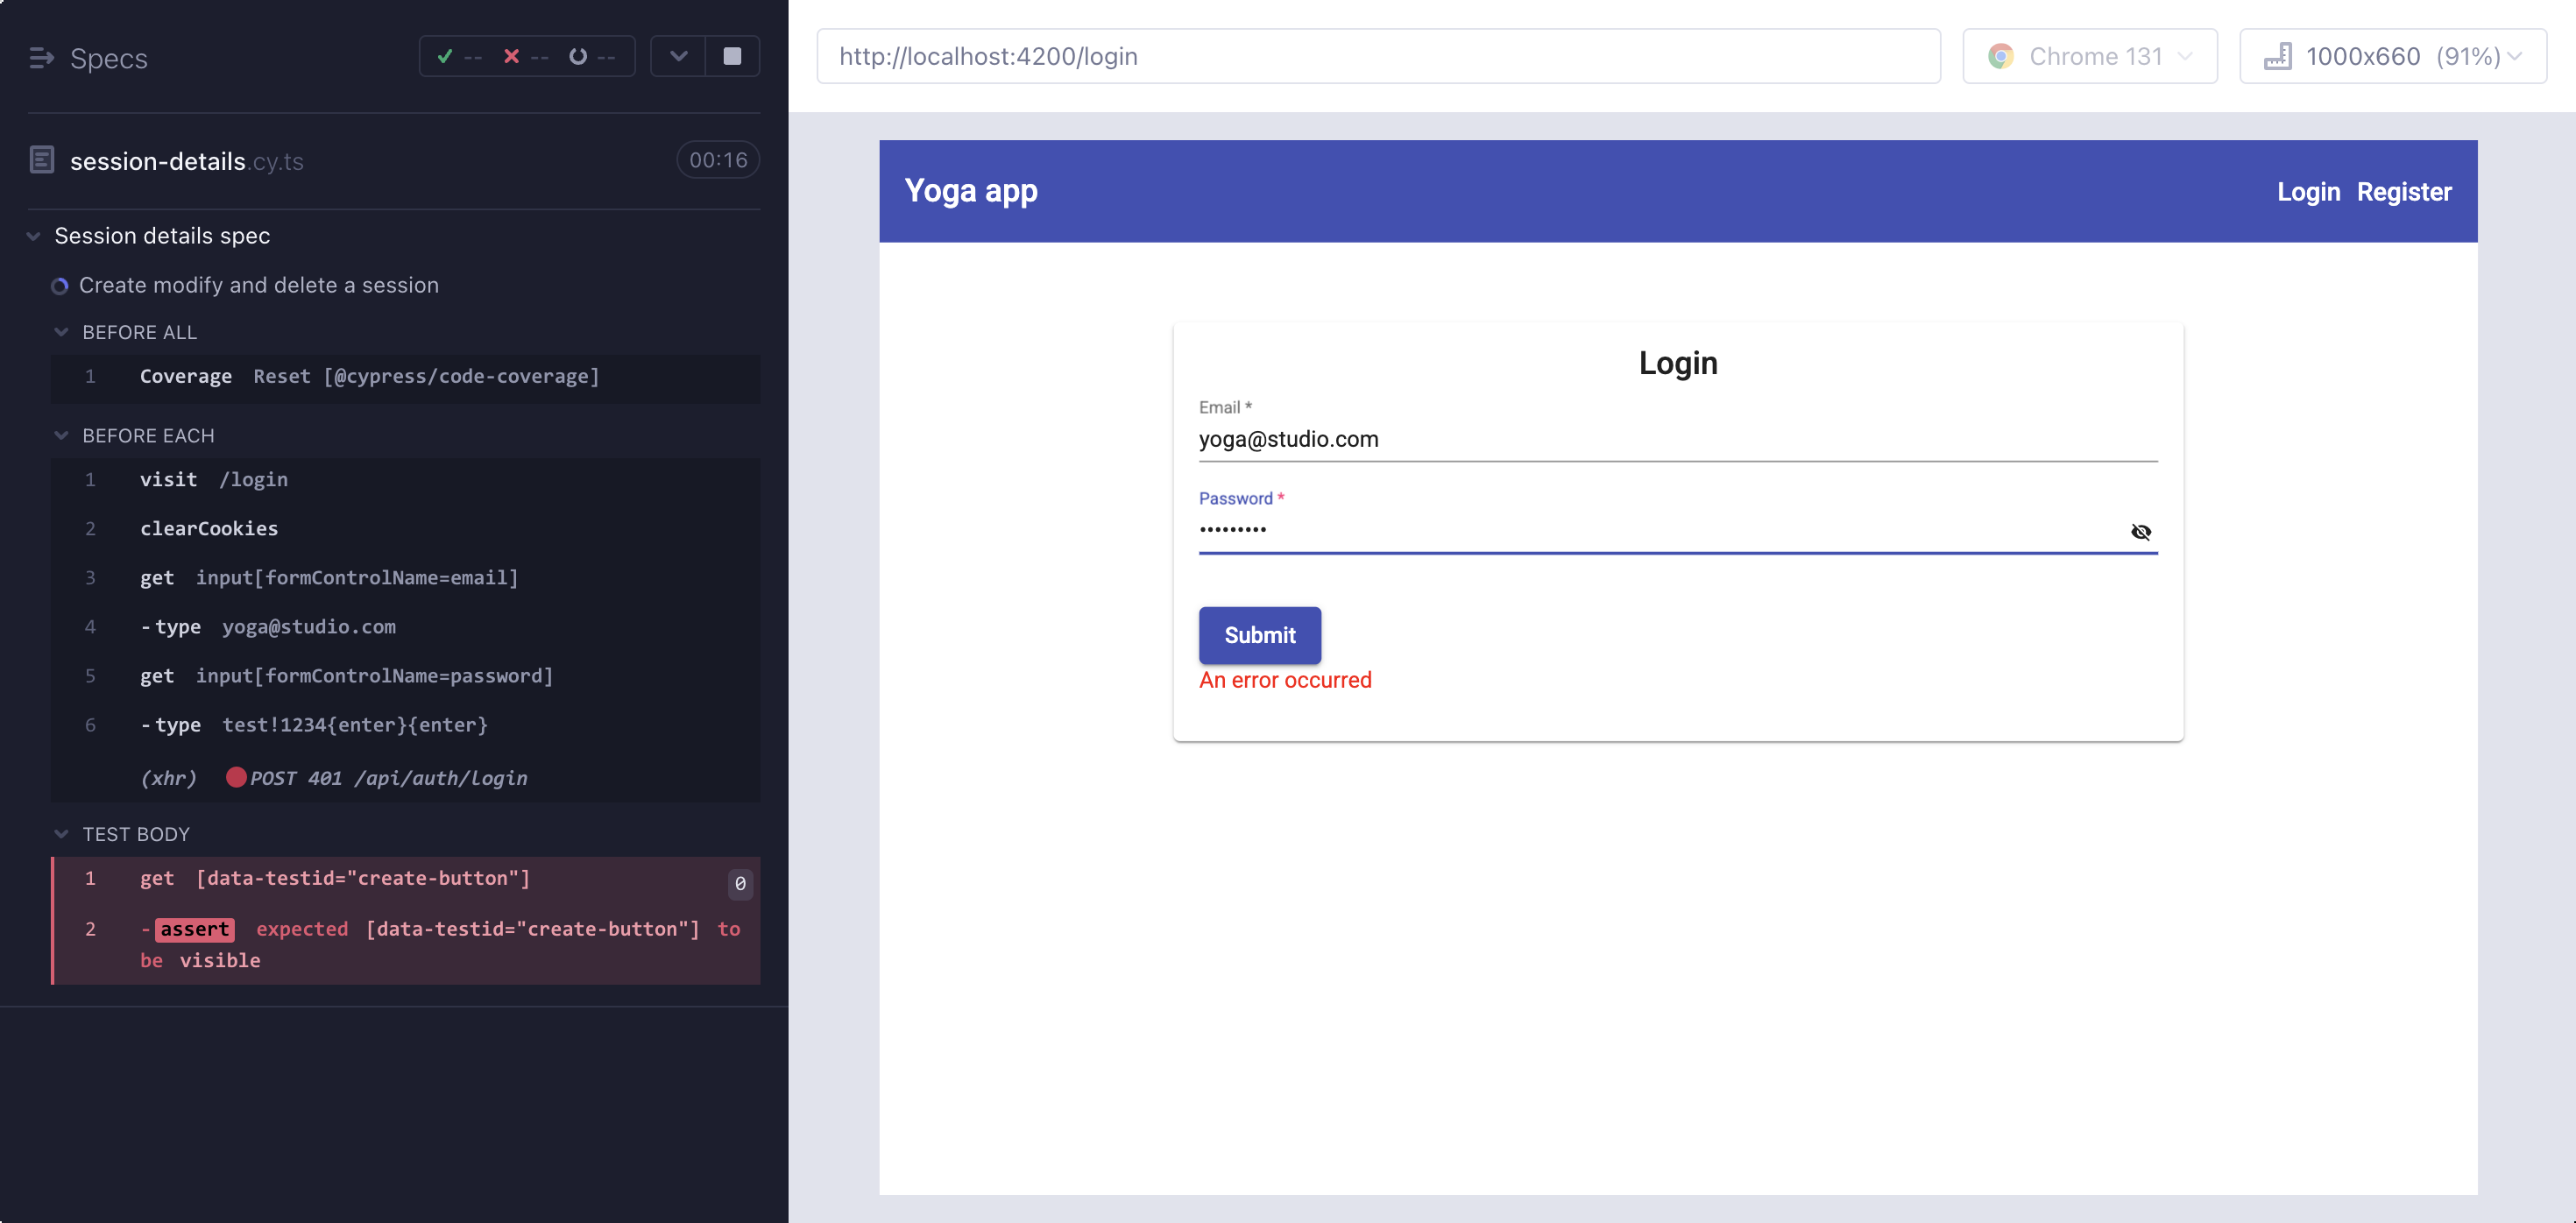 Specs
-- -- --
session-details.cy.ts
00:16
Session details spec
Create modify and delete a session
BEFORE ALL
1 Coverage Reset [@cypress/code-coverage]
BEFORE EACH
1 visit /login
2 clearCookies
3 get input[formControlName=email]
4 -type yoga@studio.com
5 get input[formControlName=password]
6 -type test!1234{enter}{enter}
(xhr) POST 401 /api/auth/login
TEST BODY
1 get [data-testid="create-button"] 0
2 -assert expected [data-testid="create-button"] to
be visible
http://localhost:4200/login
Chrome 131
1000x660 (91%)
Yoga app
Login Register
Login
Email *
yoga@studio.com
Password *
•••••••••
Submit
An error occurred